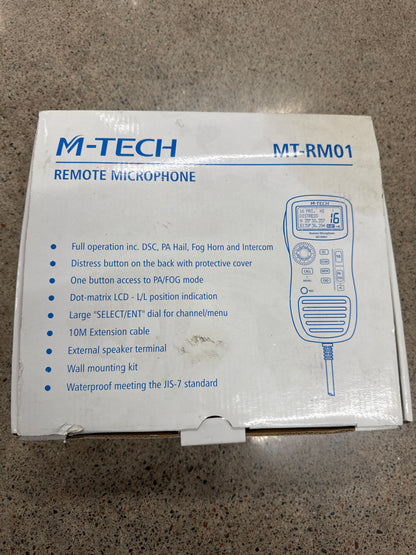 M-TECH
MT-RM01
REMOTE MICROPHONE
Full operation inc. DSC, PA Hail, Fog Horn and Intercom
Distress button on the back with protective cover
One button access to PA/FOG mode
Dot-matrix LCD - L/L position indication
Large "SELECT/ENT" dial for channel/menu
10M Extension cable
External speaker terminal
Wall mounting kit
Waterproof meeting the JIS-7 standard
M-TECH
DISTRESS
16